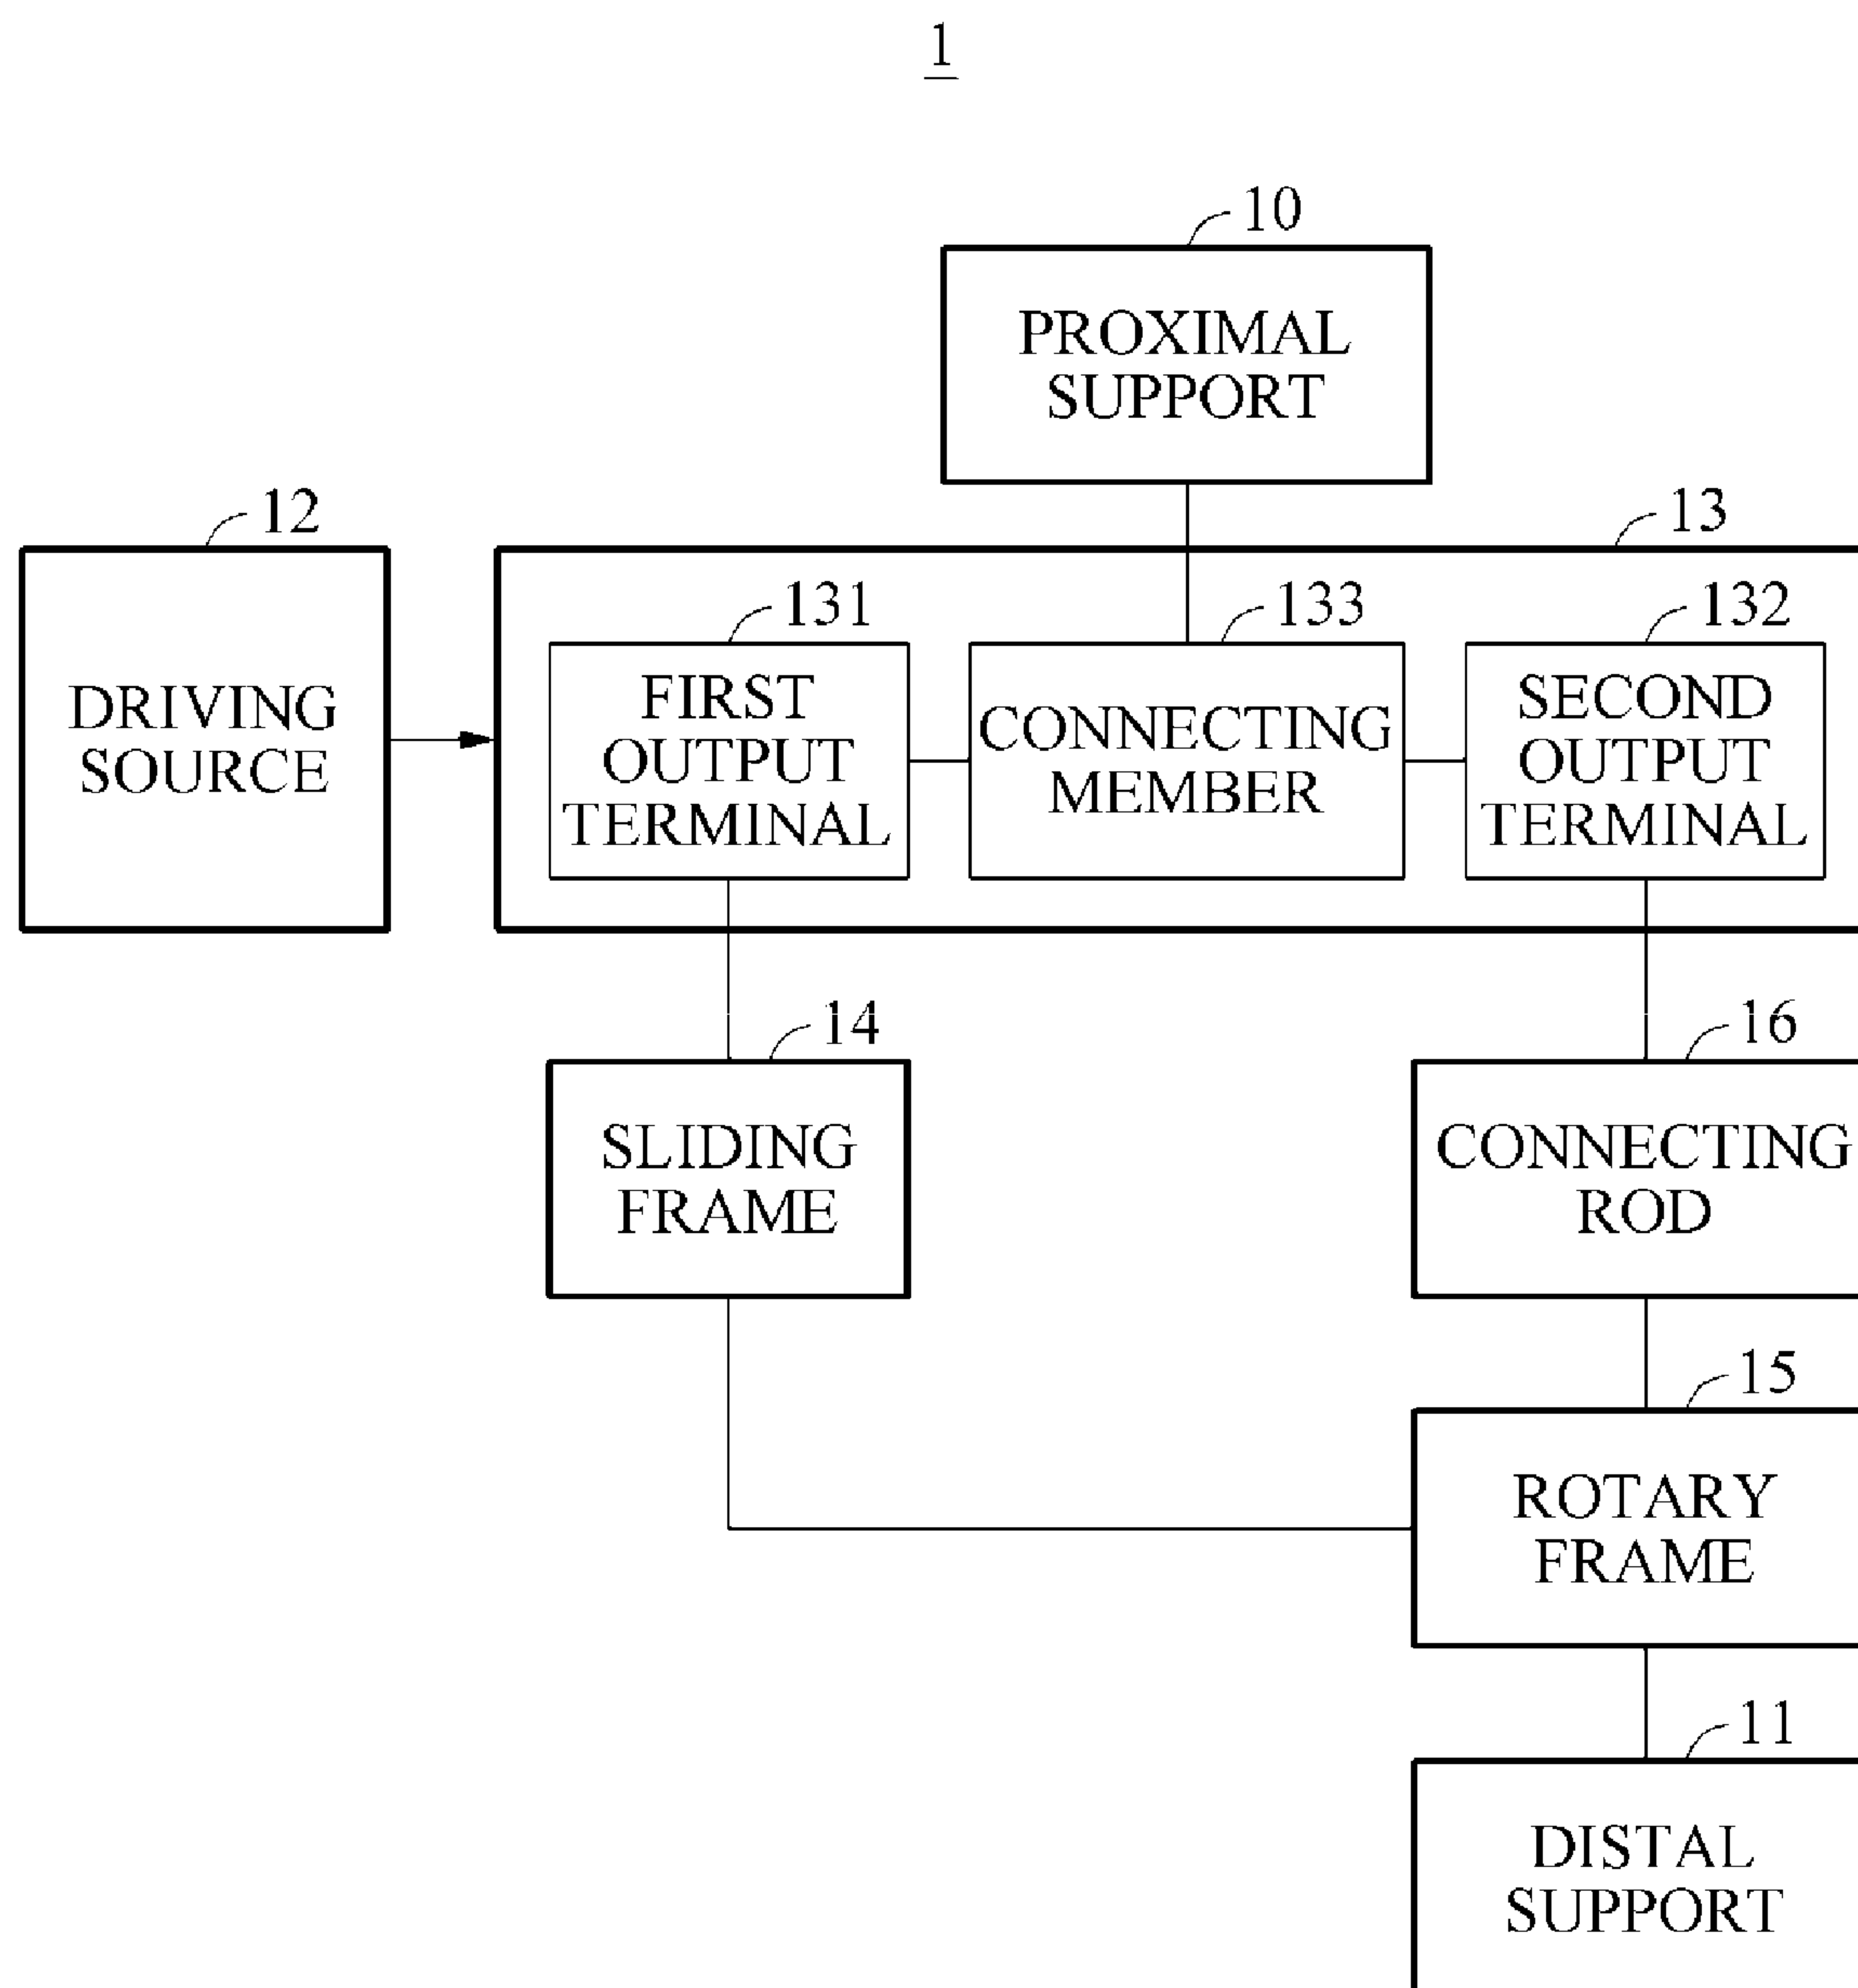 1
10
PROXIMAL
SUPPORT
12
13
DRIVING
SOURCE
131
133
132
FIRST
OUTPUT
TERMINAL
CONNECTING
MEMBER
SECOND
OUTPUT
TERMINAL
14
16
SLIDING
FRAME
CONNECTING
ROD
15
ROTARY
FRAME
11
DISTAL
SUPPORT